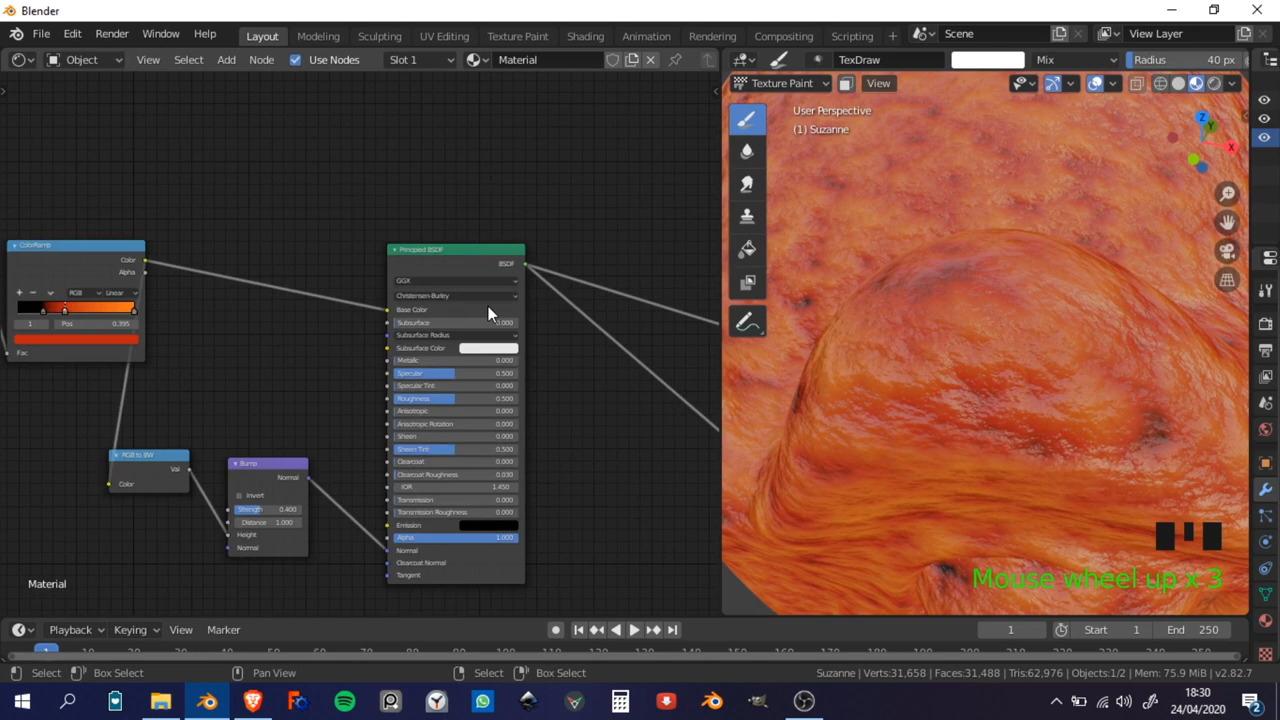 Blender
File Edit Render Window Help Layout Modeling Sculpting UV Editing Texture Paint Shading Animation Rendering Compositing Scripting + Scene View Layer
Object View Select Add Node Use Nodes Slot 1 Material TexDraw Mix Radius 40 px
Texture Paint View
User Perspective
(1) Suzanne
Z
Y
X
ColorRamp
Color
Alpha
RGB Linear
1 Pos 0.395
Fac
RGB to BW
Val
Color
Bump
Normal
Invert
Strength 0.400
Distance 1.000
Height
Normal
Principled BSDF
BSDF
GGX
Christensen-Burley
Base Color
Subsurface 0.000
Subsurface Radius
Subsurface Color
Metallic 0.000
Specular 0.500
Specular Tint 0.000
Roughness 0.500
Anisotropic 0.000
Anisotropic Rotation 0.000
Sheen 0.000
Sheen Tint 0.500
Clearcoat 0.000
Clearcoat Roughness 0.030
IOR 1.450
Transmission 0.000
Transmission Roughness 0.000
Emission
Alpha 1.000
Normal
Clearcoat Normal
Tangent
Material
Mouse wheel up x 3
Playback Keying View Marker 1 Start 1 End 250
Select Box Select Pan View Select Box Select Suzanne | Verts:31,658 | Faces:31,488 | Tris:62,976 | Objects:1/2 | Mem: 75.9 MiB | v2.82.7
18:30
24/04/2020
2